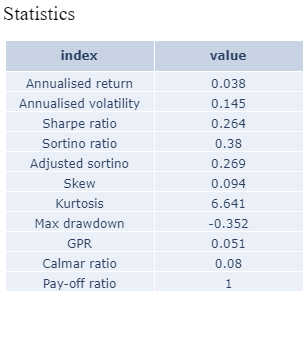 Statistics
index value
Annualised return 0.038
Annualised volatility 0.145
Sharpe ratio 0.264
Sortino ratio 0.38
Adjusted sortino 0.269
Skew 0.094
Kurtosis 6.641
Max drawdown -0.352
GPR 0.051
Calmar ratio 0.08
Pay-off ratio 1